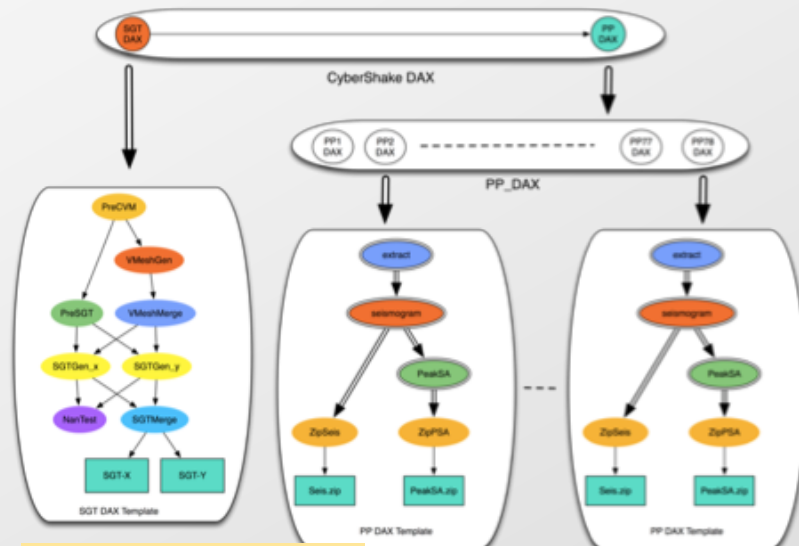 SGT
DAX
PP
DAX
CyberShake DAX
PP1
DAX
PP2
DAX
PP77
DAX
PP78
DAX
PP_DAX
PreCVM
VMeshGen
PreSGT
VMeshMerge
SGTGen_x
SGTGen_y
NanTest
SGTMerge
SGT-X
SGT-Y
SGT DAX Template
extract
seismogram
PeakSA
ZipSeis
ZipPSA
Seis.zip
PeakSA.zip
PP DAX Template
extract
seismogram
PeakSA
ZipSeis
ZipPSA
Seis.zip
PeakSA.zip
PP DAX Template